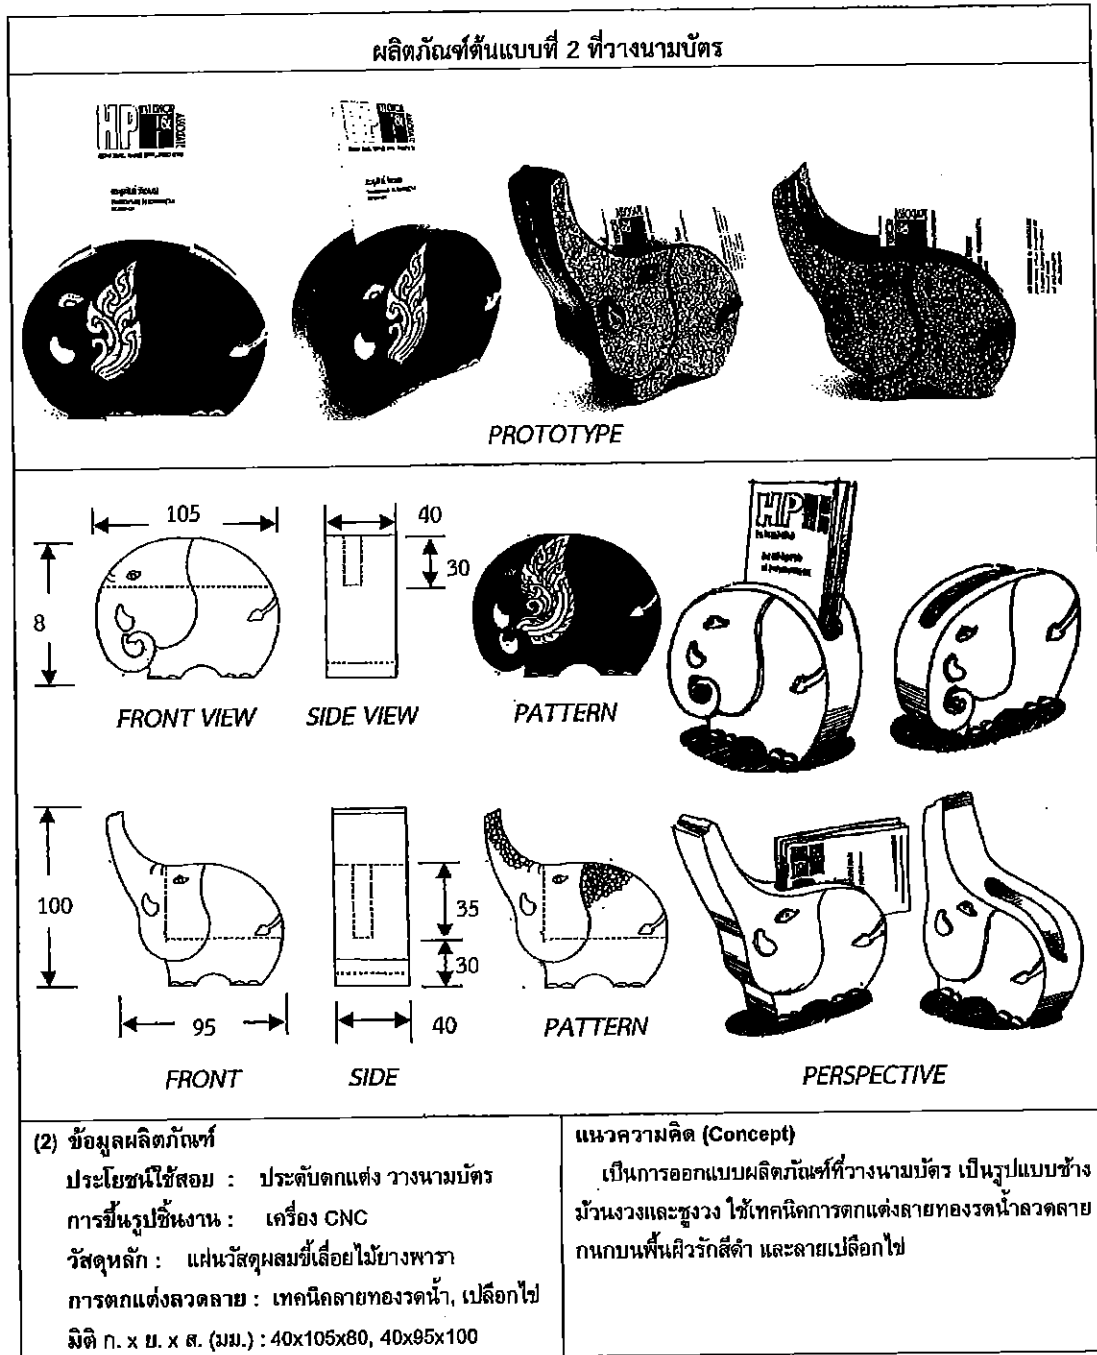 ผลิตภัณฑ์ต้นแบบที่ 2 ที่วางนามบัตร
HP
HP
PROTOTYPE
105
40
30
8
FRONT VIEW
SIDE VIEW
PATTERN
HP
100
35
30
95
40
FRONT
SIDE
PATTERN
PERSPECTIVE
(2) ข้อมูลผลิตภัณฑ์
ประโยชน์ใช้สอย : ประดับตกแต่ง วางนามบัตร
การขึ้นรูปชิ้นงาน : เครื่อง CNC
วัสดุหลัก : แผ่นวัสดุผสมขี้เลื่อยไม้ยางพารา
การตกแต่งลวดลาย : เทคนิคลายทองรดน้ำ, เปลือกไข่
มิติ ก. x ย. x ส. (มม.) : 40x105x80, 40x95x100
แนวความคิด (Concept)
เป็นการออกแบบผลิตภัณฑ์ที่วางนามบัตร เป็นรูปแบบช้าง
ม้วนงวงและชูงวง ใช้เทคนิคการตกแต่งลายทองรดน้ำลวดลาย
กนกบนพื้นผิวรักสีดำ และลายเปลือกไข่